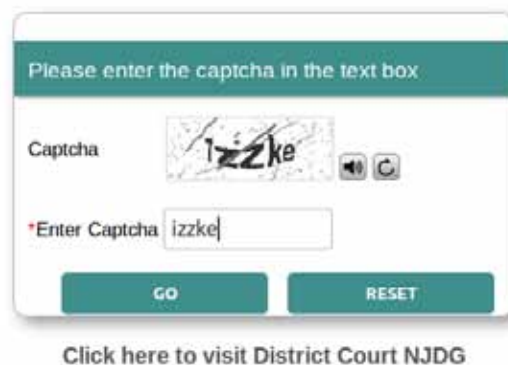 Please enter the captcha in the text box
Captcha
*Enter Captcha izzke
GO RESET
Click here to visit District Court NJDG